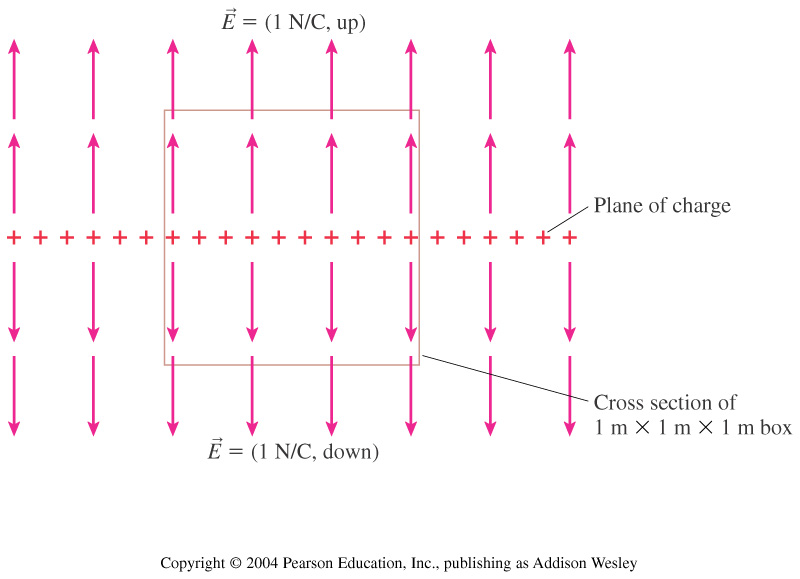 E⃗ = (1 N/C, up)
Plane of charge
Cross section of
1 m × 1 m × 1 m box
E⃗ = (1 N/C, down)
Copyright © 2004 Pearson Education, Inc., publishing as Addison Wesley